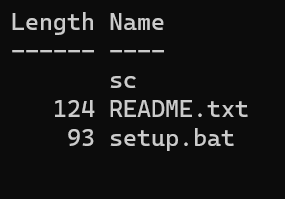 Length Name
------ ----
       sc
   124 README.txt
    93 setup.bat